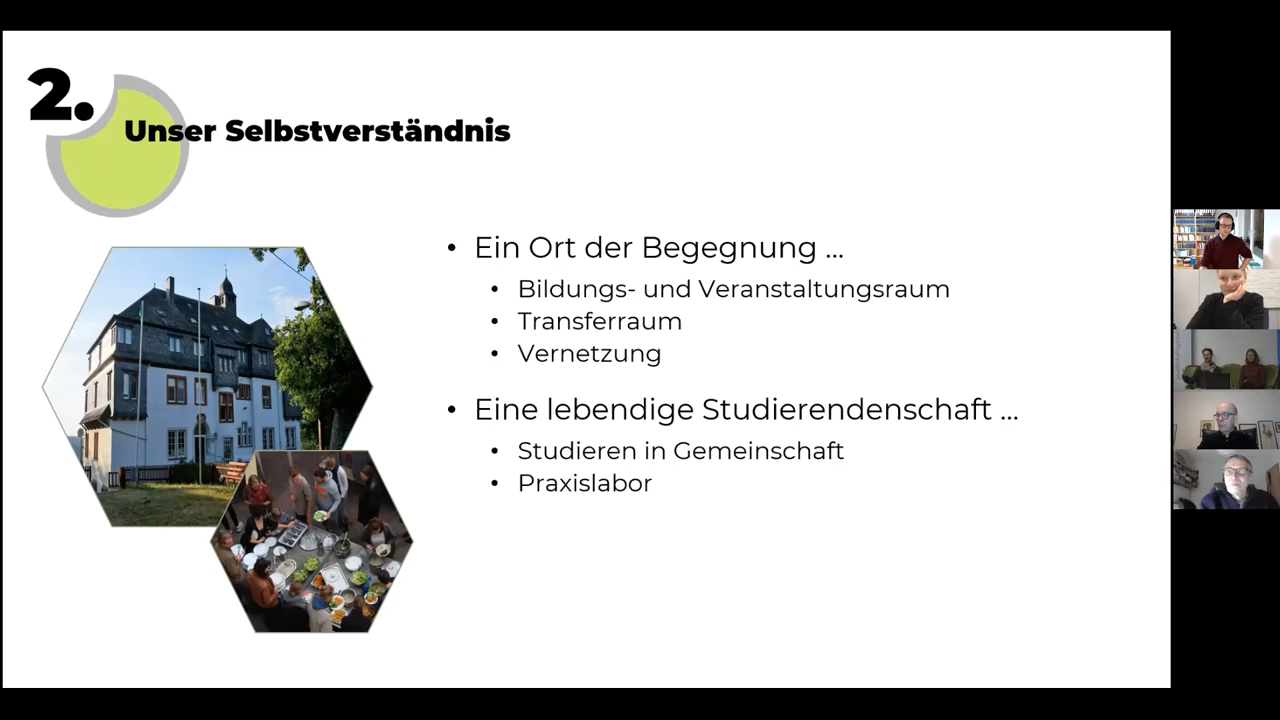 2.
Unser Selbstverständnis
• Ein Ort der Begegnung ...
• Bildungs- und Veranstaltungsraum
• Transferraum
• Vernetzung
• Eine lebendige Studierendenschaft ...
• Studieren in Gemeinschaft
• Praxislabor